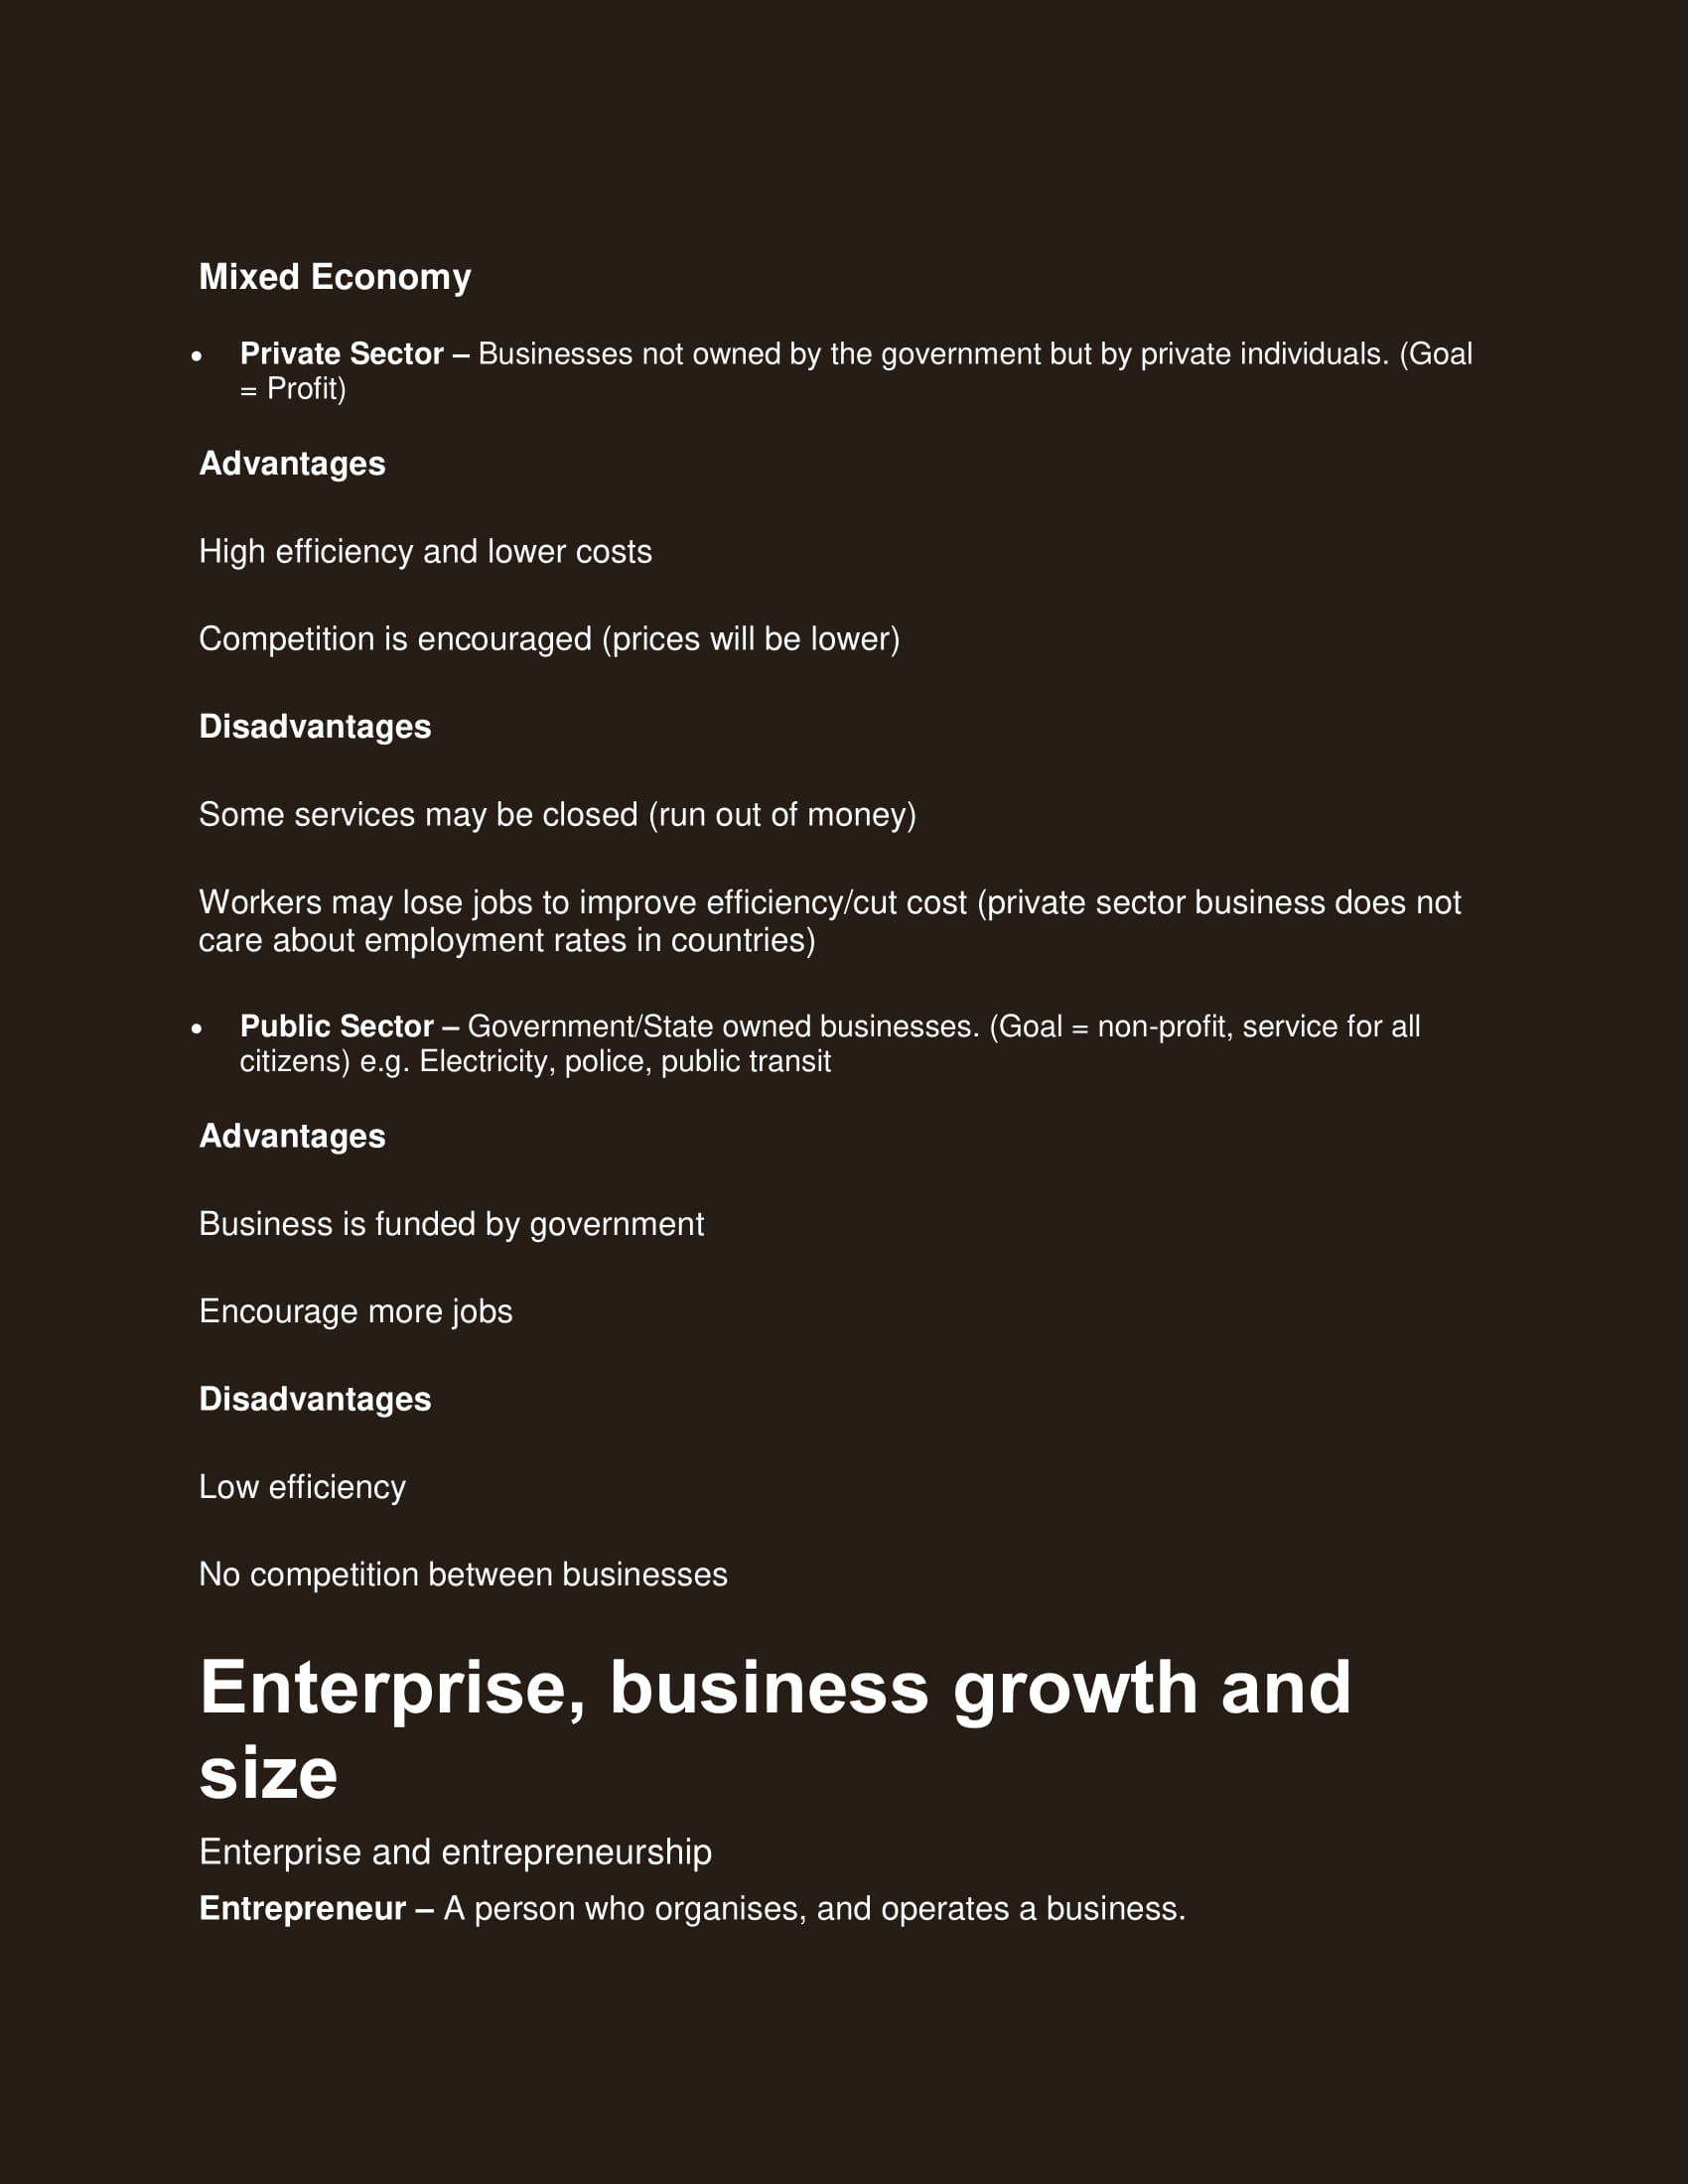 Mixed Economy
• Private Sector – Businesses not owned by the government but by private individuals. (Goal
= Profit)
Advantages
High efficiency and lower costs
Competition is encouraged (prices will be lower)
Disadvantages
Some services may be closed (run out of money)
Workers may lose jobs to improve efficiency/cut cost (private sector business does not
care about employment rates in countries)
• Public Sector – Government/State owned businesses. (Goal = non-profit, service for all
citizens) e.g. Electricity, police, public transit
Advantages
Business is funded by government
Encourage more jobs
Disadvantages
Low efficiency
No competition between businesses
Enterprise, business growth and
size
Enterprise and entrepreneurship
Entrepreneur – A person who organises, and operates a business.